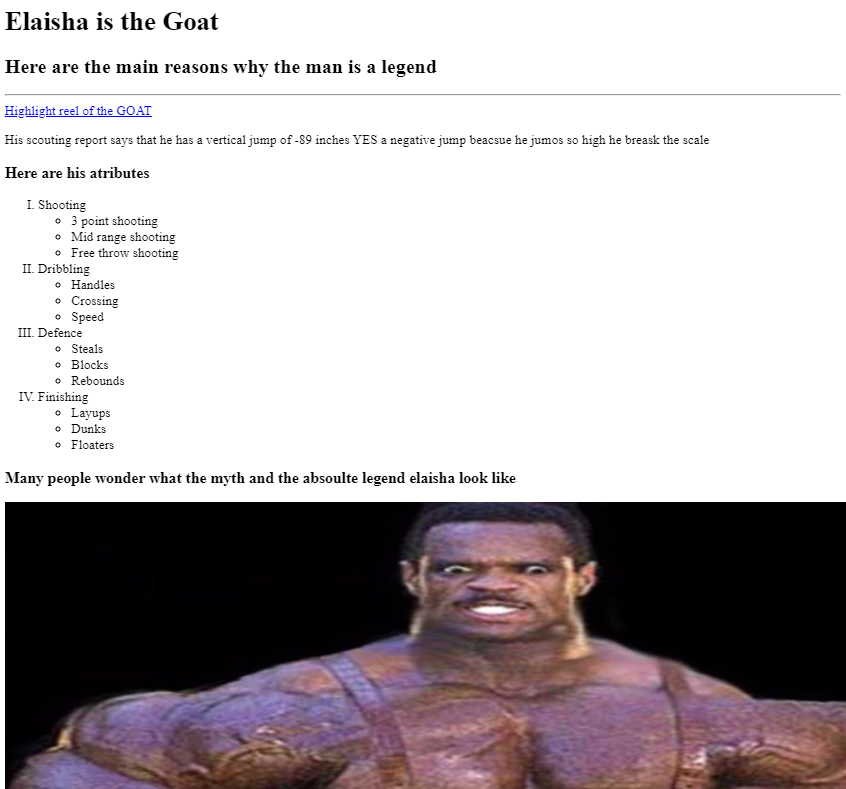 Elaisha is the Goat
Here are the main reasons why the man is a legend
Highlight reel of the GOAT
His scouting report says that he has a vertical jump of -89 inches YES a negative jump beacsue he jumos so high he breask the scale
Here are his atributes
I. Shooting
3 point shooting
Mid range shooting
Free throw shooting
II. Dribbling
Handles
Crossing
Speed
III. Defence
Steals
Blocks
Rebounds
IV. Finishing
Layups
Dunks
Floaters
Many people wonder what the myth and the absoulte legend elaisha look like